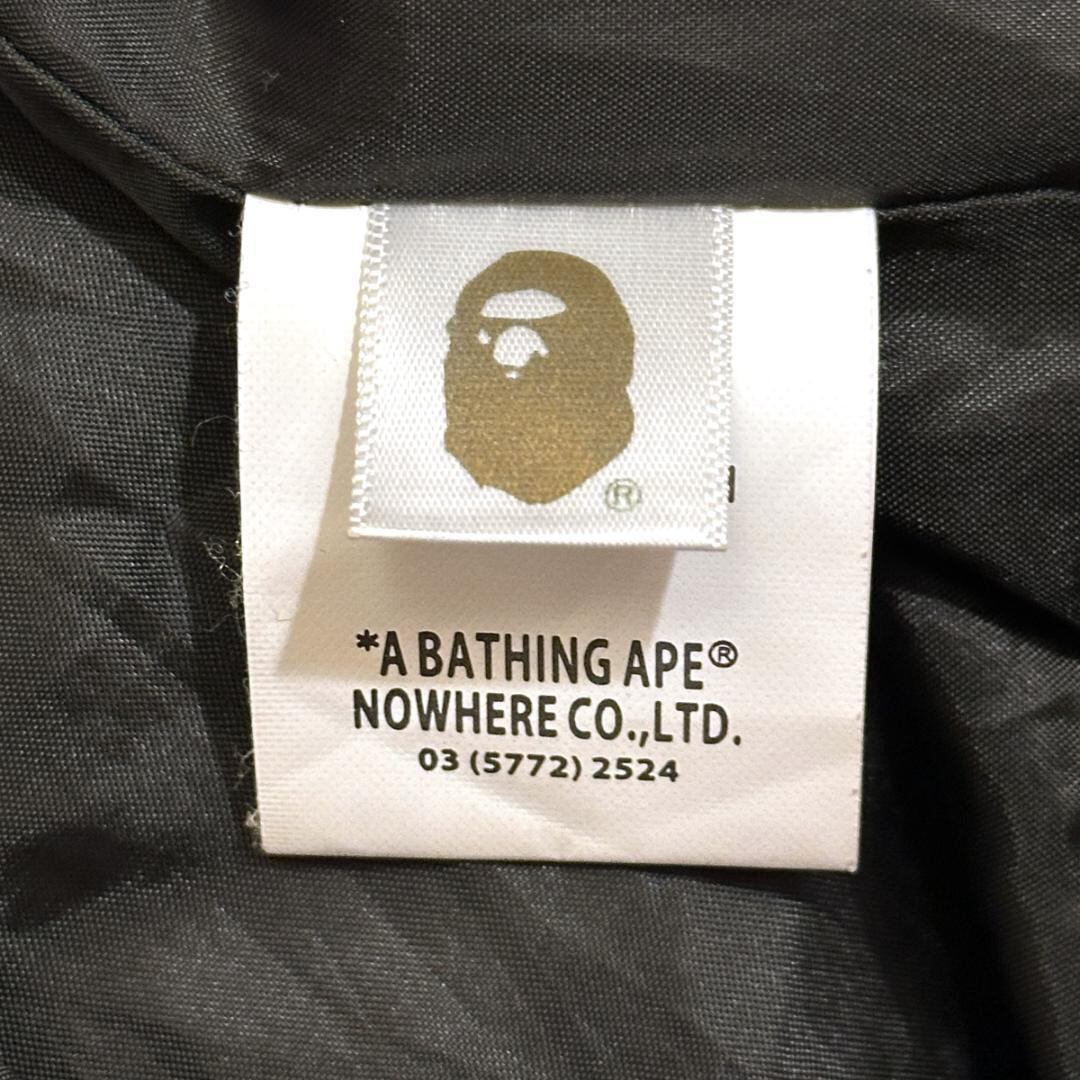 ®
*A BATHING APE®
NOWHERE CO.,LTD.
03 (5772) 2524